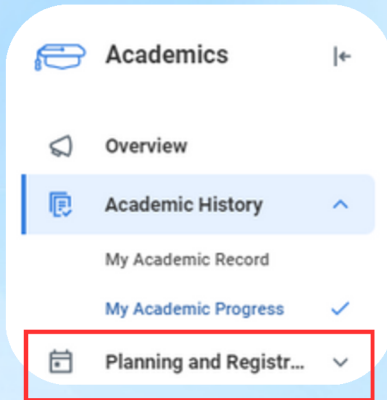 Academics
Overview
Academic History
My Academic Record
My Academic Progress
Planning and Registr...